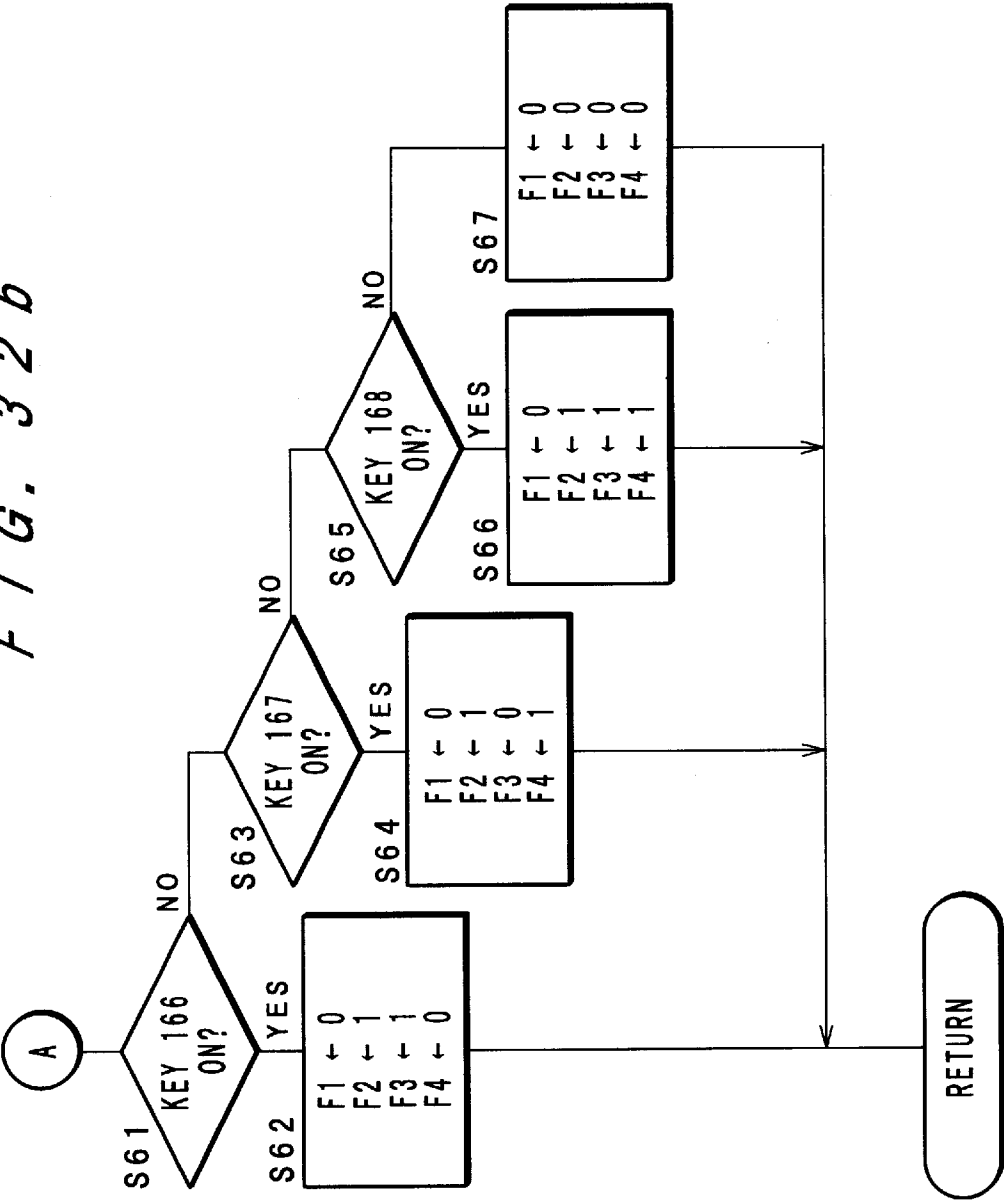 FIG. 32b
A
S61
KEY 166
ON?
NO
YES
S62
F1 ← 0
F2 ← 1
F3 ← 1
F4 ← 0
S63
KEY 167
ON?
NO
YES
S64
F1 ← 0
F2 ← 1
F3 ← 0
F4 ← 1
S65
KEY 168
ON?
NO
YES
S66
F1 ← 0
F2 ← 1
F3 ← 1
F4 ← 1
S67
F1 ← 0
F2 ← 0
F3 ← 0
F4 ← 0
RETURN